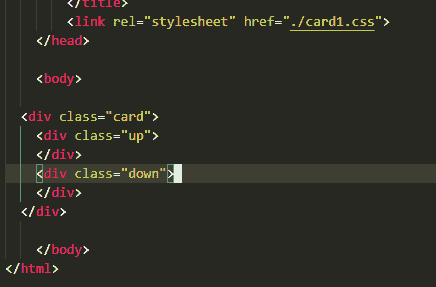 </title>
<link rel="stylesheet" href="./card1.css">
</head>
<body>
<div class="card">
<div class="up">
</div>
<div class="down">
</div>
</div>
</body>
</html>